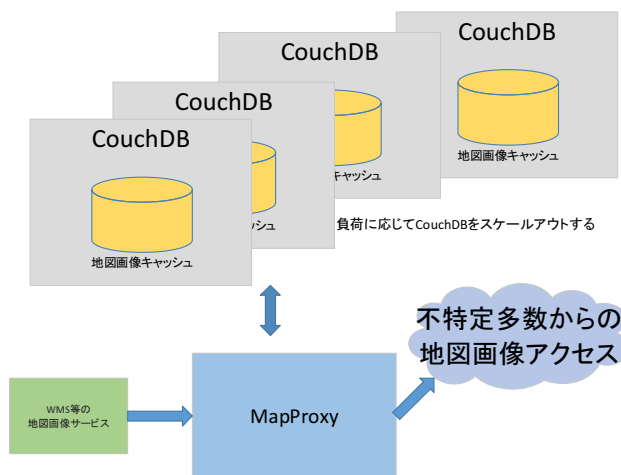 CouchDB
地図画像キャッシュ
CouchDB
キャッシュ
CouchDB
ッシュ
CouchDB
地図画像キャッシュ
負荷に応じてCouchDBをスケールアウトする
不特定多数からの
地図画像アクセス
WMS等の
地図画像サービス
MapProxy